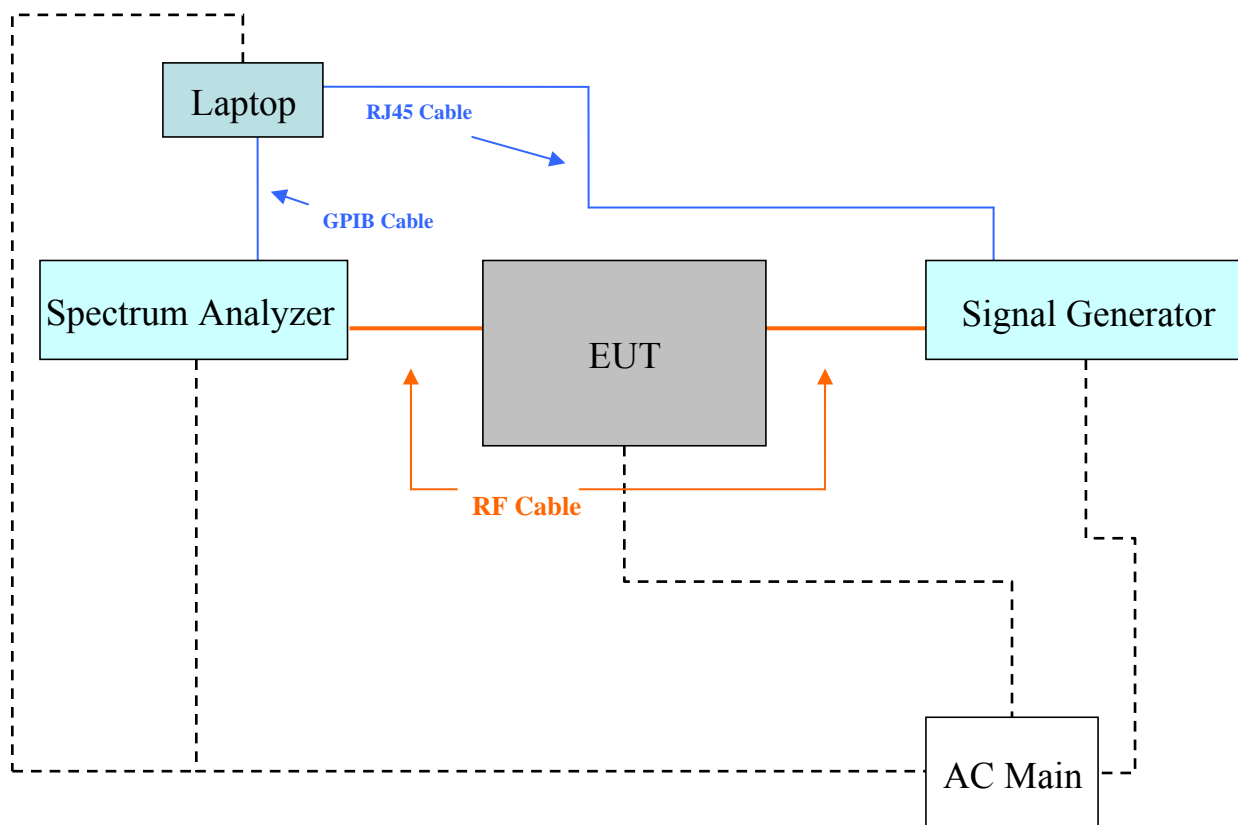 Laptop
RJ45 Cable
GPIB Cable
Spectrum Analyzer
EUT
Signal Generator
RF Cable
AC Main